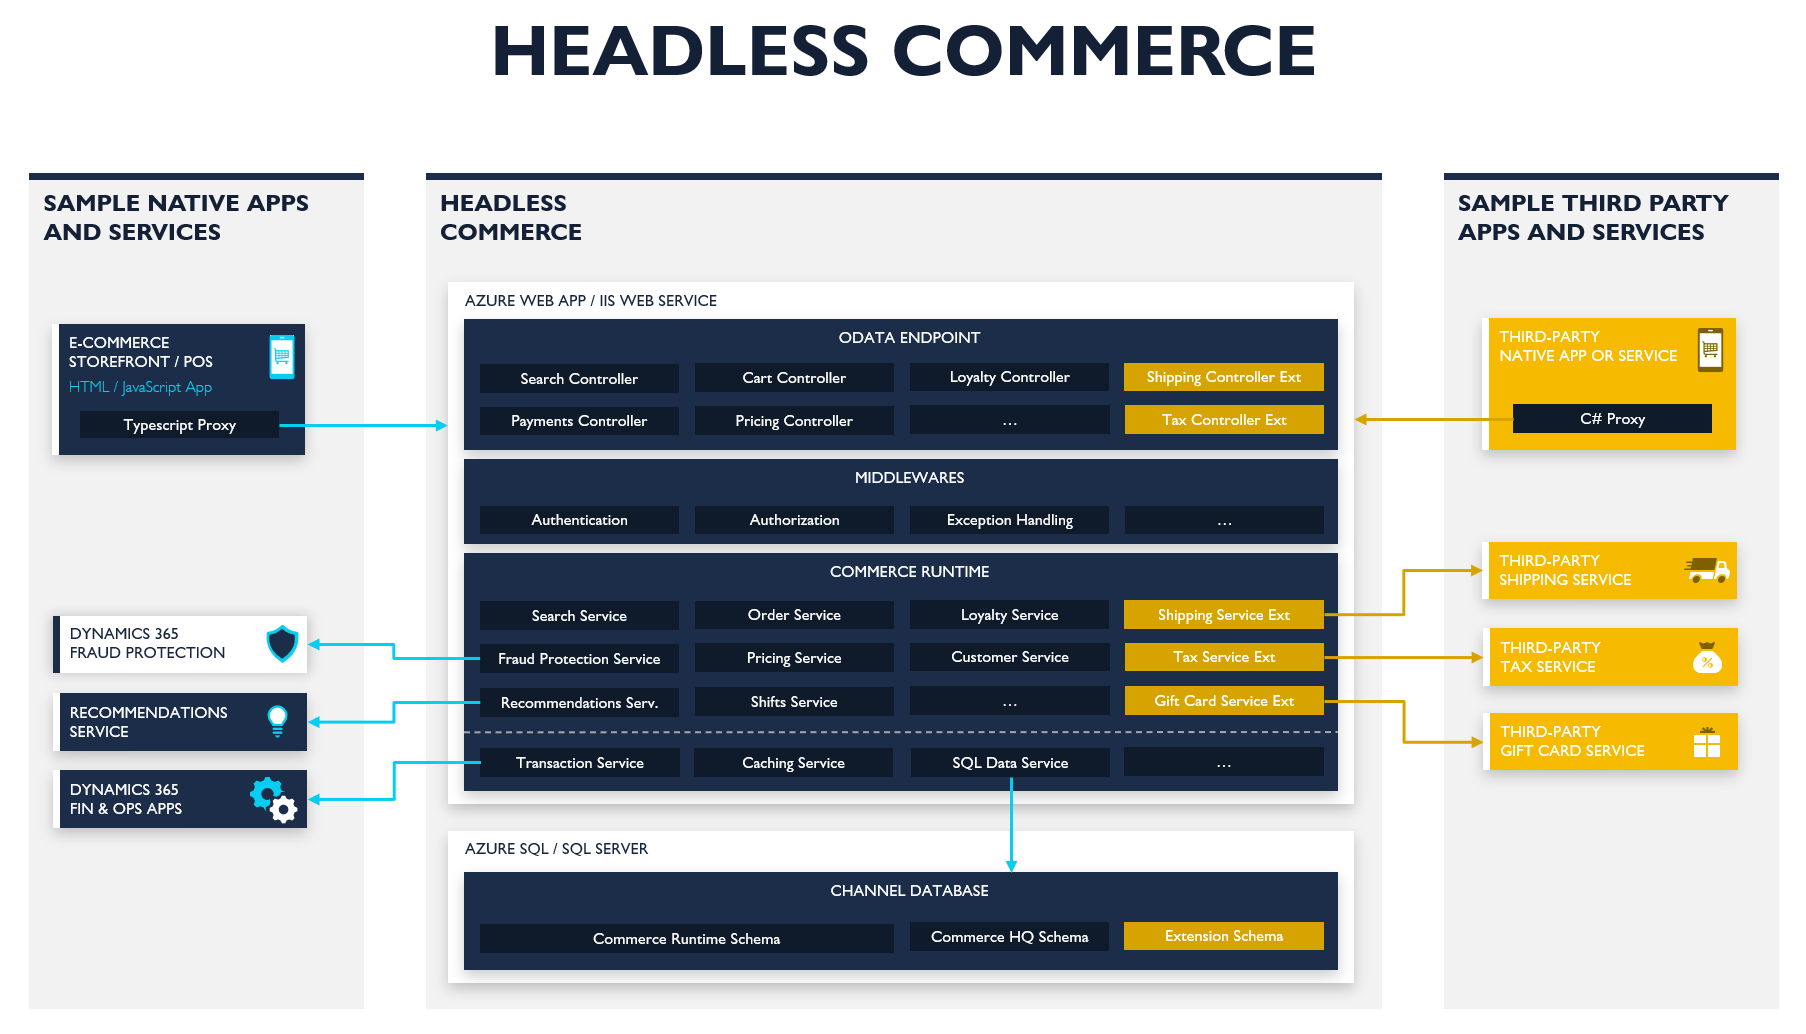 HEADLESS COMMERCE
SAMPLE NATIVE APPS
AND SERVICES
E-COMMERCE
STOREFRONT / POS
HTML / JavaScript App
Typescript Proxy
DYNAMICS 365
FRAUD PROTECTION
RECOMMENDATIONS
SERVICE
DYNAMICS 365
FIN & OPS APPS
HEADLESS
COMMERCE
AZURE WEB APP / IIS WEB SERVICE
ODATA ENDPOINT
Search Controller
Cart Controller
Loyalty Controller
Shipping Controller Ext
Payments Controller
Pricing Controller
...
Tax Controller Ext
MIDDLEWARES
Authentication
Authorization
Exception Handling
...
COMMERCE RUNTIME
Search Service
Order Service
Loyalty Service
Shipping Service Ext
Fraud Protection Service
Pricing Service
Customer Service
Tax Service Ext
Recommendations Serv.
Shifts Service
...
Gift Card Service Ext
Transaction Service
Caching Service
SQL Data Service
...
AZURE SQL / SQL SERVER
CHANNEL DATABASE
Commerce Runtime Schema
Commerce HQ Schema
Extension Schema
SAMPLE THIRD PARTY
APPS AND SERVICES
THIRD-PARTY
NATIVE APP OR SERVICE
C# Proxy
THIRD-PARTY
SHIPPING SERVICE
THIRD-PARTY
TAX SERVICE
%
THIRD-PARTY
GIFT CARD SERVICE